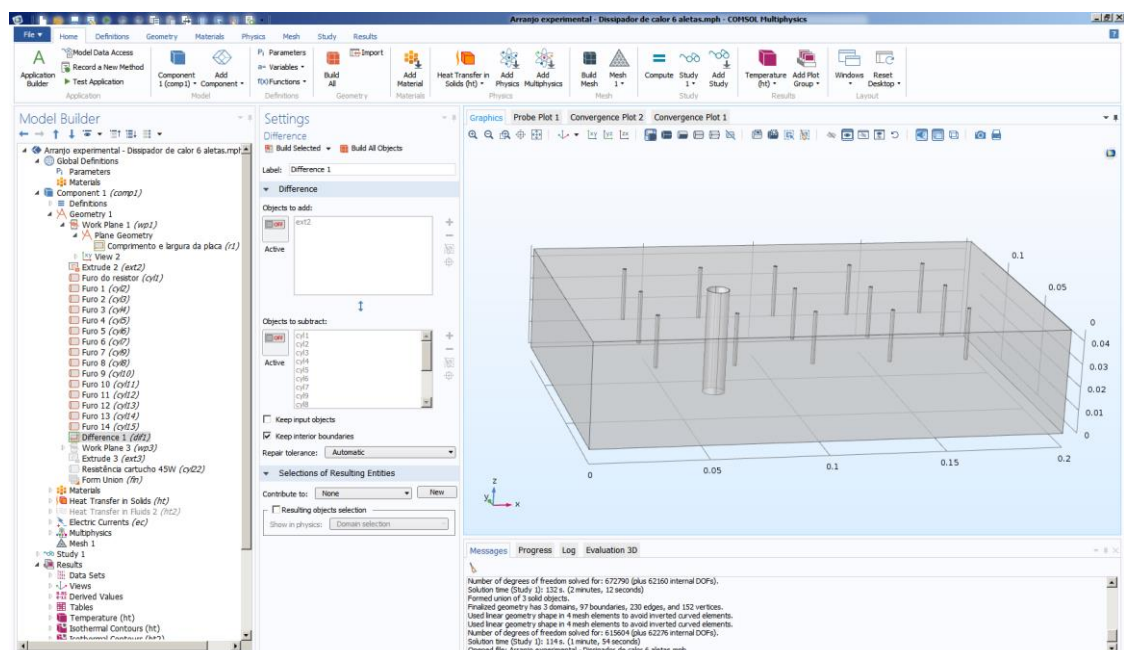 Arranjo experimental - Dissipador de calor 6 aletas.mph - COMSOL Multiphysics
File Home Definitions Geometry Materials Physics Mesh Study Results
Application Builder
Model Data Access
Record a New Method
Test Application
Application
Component 1 (comp1)
Add Component
Model
Pi Parameters
a= Variables
f(x) Functions
Definitions
Build All
Import
Geometry
Add Material
Materials
Heat Transfer in Solids (ht)
Add Physics
Add Multiphysics
Physics
Build Mesh
Mesh 1
Mesh
Compute
Study 1
Add Study
Study
Temperature (ht)
Add Plot Group
Results
Windows
Reset Desktop
Layout
Model Builder
Arranjo experimental - Dissipador de calor 6 aletas.mph
Global Definitions
Pi Parameters
Materials
Component 1 (comp1)
Definitions
Geometry 1
Work Plane 1 (wp1)
Plane Geometry
Comprimento e largura da placa (r1)
View 2
Extrude 2 (ext2)
Furo do resistor (cyl1)
Furo 1 (cyl2)
Furo 2 (cyl3)
Furo 3 (cyl4)
Furo 4 (cyl5)
Furo 5 (cyl6)
Furo 6 (cyl7)
Furo 7 (cyl9)
Furo 8 (cyl8)
Furo 9 (cyl10)
Furo 10 (cyl11)
Furo 11 (cyl12)
Furo 12 (cyl13)
Furo 13 (cyl14)
Furo 14 (cyl15)
Difference 1 (dif1)
Work Plane 3 (wp3)
Extrude 3 (ext3)
Resistência cartucho 45W (cyl22)
Form Union (fin)
Materials
Heat Transfer in Solids (ht)
Heat Transfer in Fluids 2 (ht2)
Electric Currents (ec)
Multiphysics
Mesh 1
Study 1
Results
Data Sets
Views
Derived Values
Tables
Temperature (ht)
Isothermal Contours (ht)
Isothermal Contours (ht2)
Settings
Difference
Build Selected Build All Objects
Label: Difference 1
Difference
Objects to add:
OFF
Active
ext2
Objects to subtract:
OFF
Active
cyl1
cyl2
cyl3
cyl4
cyl5
cyl6
cyl7
cyl9
cyl8
Keep input objects
Keep interior boundaries
Repair tolerance: Automatic
Selections of Resulting Entities
Contribute to: None New
Resulting objects selection
Show in physics: Domain selection
Graphics Probe Plot 1 Convergence Plot 2 Convergence Plot 1
0.1
0.05
0
0.04
0.03
0.02
0.01
0
0
0.05
0.1
0.15
0.2
z
y
x
Messages Progress Log Evaluation 3D
Number of degrees of freedom solved for: 672790 (plus 62160 internal DOFs).
Solution time (Study 1): 132 s. (2 minutes, 12 seconds)
Formed union of 3 solid objects.
Finalized geometry has 3 domains, 97 boundaries, 230 edges, and 152 vertices.
Used linear geometry shape in 4 mesh elements to avoid inverted curved elements.
Used linear geometry shape in 4 mesh elements to avoid inverted curved elements.
Number of degrees of freedom solved for: 615604 (plus 62276 internal DOFs).
Solution time (Study 1): 114 s. (1 minute, 54 seconds)
Opened file: Arranjo experimental - Dissipador de calor 6 aletas.mph